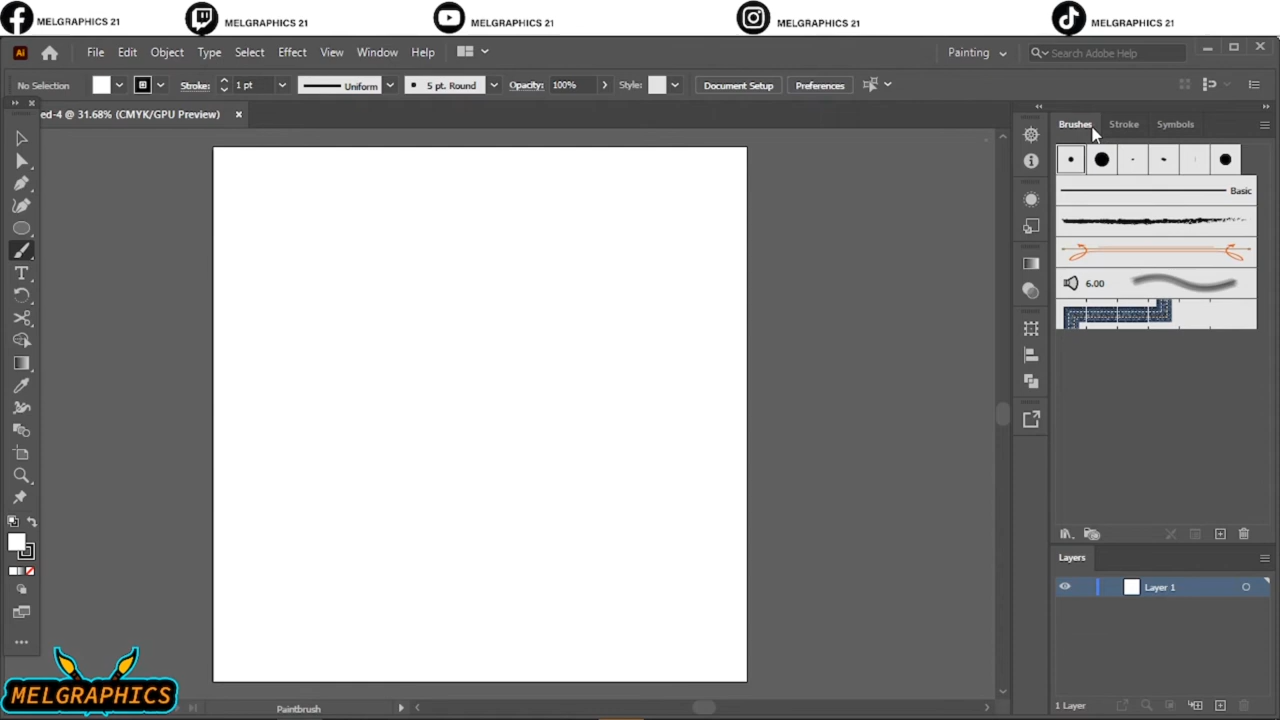 MELGRAPHICS 21
MELGRAPHICS 21
MELGRAPHICS 21
MELGRAPHICS 21
MELGRAPHICS 21
Ai File Edit Object Type Select Effect View Window Help Painting Search Adobe Help
No Selection Stroke: 1 pt Uniform 5 pt. Round Opacity: 100% Style: Document Setup Preferences
ed-4 @ 31.68% (CMYK/GPU Preview) ×
Brushes Stroke Symbols
Basic
6.00
Layers
Layer 1
MELGRAPHICS
Paintbrush
1 Layer